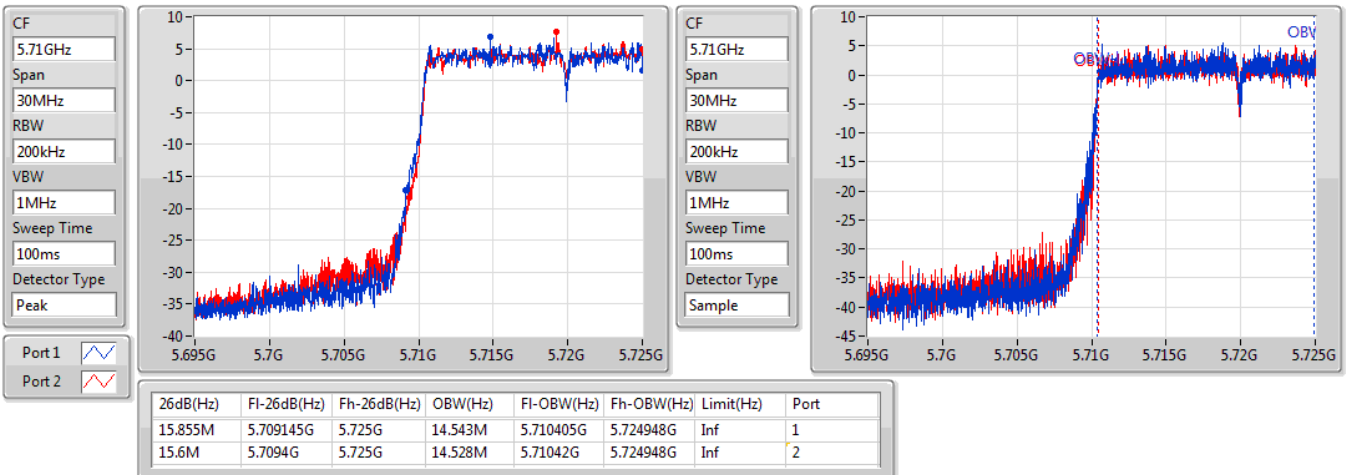 CF
5.71GHz
Span
30MHz
RBW
200kHz
VBW
1MHz
Sweep Time
100ms
Detector Type
Peak
Port 1
Port 2
10
5
0
-5
-10
-15
-20
-25
-30
-35
-40
5.695G 5.7G 5.705G 5.71G 5.715G 5.72G 5.725G
CF
5.71GHz
Span
30MHz
RBW
200kHz
VBW
1MHz
Sweep Time
100ms
Detector Type
Sample
10
5
0
-5
-10
-15
-20
-25
-30
-35
-40
-45
5.695G 5.7G 5.705G 5.71G 5.715G 5.72G 5.725G
26dB(Hz) Fl-26dB(Hz) Fh-26dB(Hz) OBW(Hz) Fl-OBW(Hz) Fh-OBW(Hz) Limit(Hz) Port
15.855M 5.709145G 5.725G 14.543M 5.710405G 5.724948G Inf 1
15.6M 5.7094G 5.725G 14.528M 5.71042G 5.724948G Inf 2